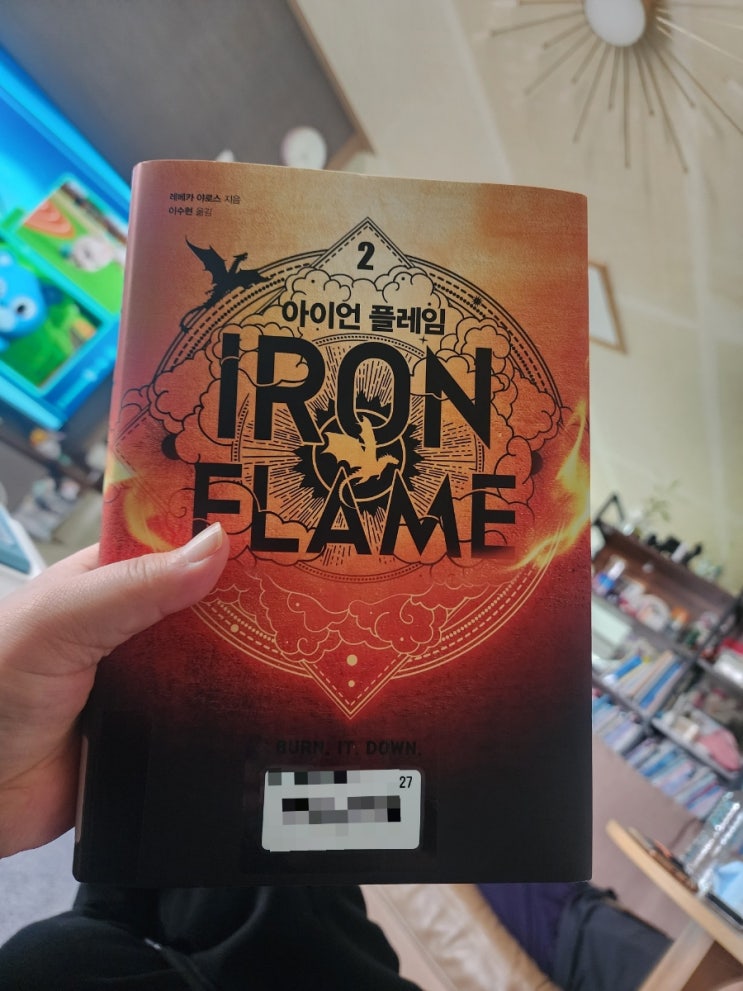 레베카 야로스 지음
이수현 옮김
2
아이언 플레임
IRON
FLAME
BURN. IT. DOWN.
27